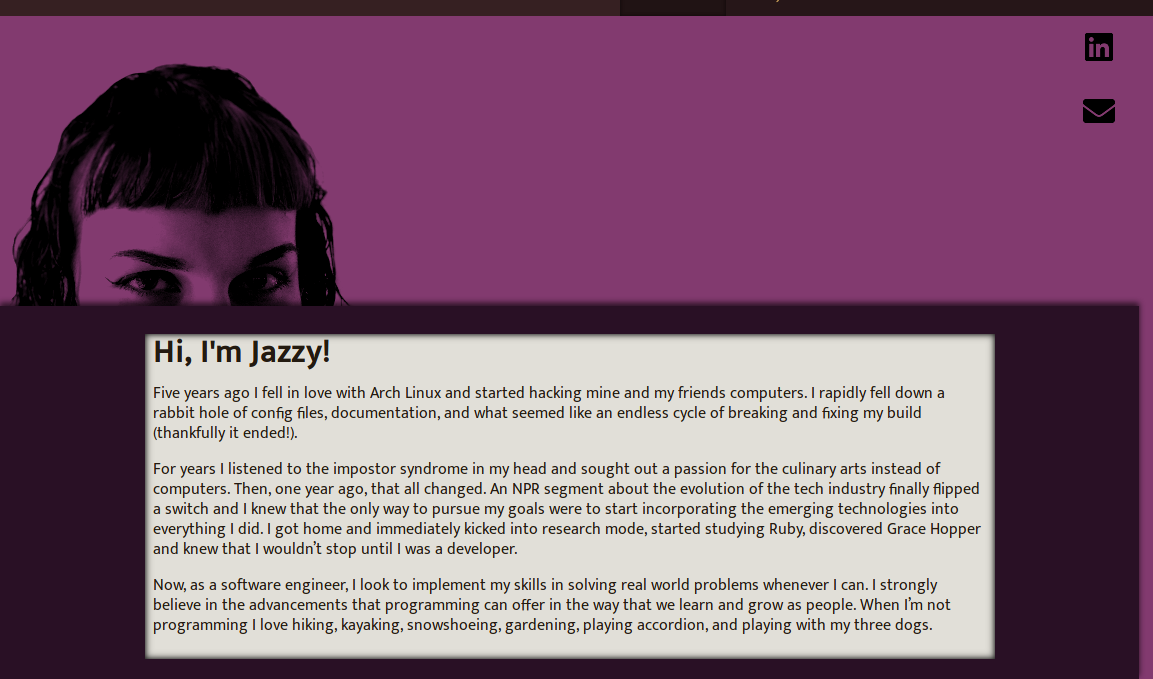 in
Hi, I'm Jazzy!
Five years ago I fell in love with Arch Linux and started hacking mine and my friends computers. I rapidly fell down a
rabbit hole of config files, documentation, and what seemed like an endless cycle of breaking and fixing my build
(thankfully it ended!).
For years I listened to the impostor syndrome in my head and sought out a passion for the culinary arts instead of
computers. Then, one year ago, that all changed. An NPR segment about the evolution of the tech industry finally flipped
a switch and I knew that the only way to pursue my goals were to start incorporating the emerging technologies into
everything I did. I got home and immediately kicked into research mode, started studying Ruby, discovered Grace Hopper
and knew that I wouldn’t stop until I was a developer.
Now, as a software engineer, I look to implement my skills in solving real world problems whenever I can. I strongly
believe in the advancements that programming can offer in the way that we learn and grow as people. When I’m not
programming I love hiking, kayaking, snowshoeing, gardening, playing accordion, and playing with my three dogs.